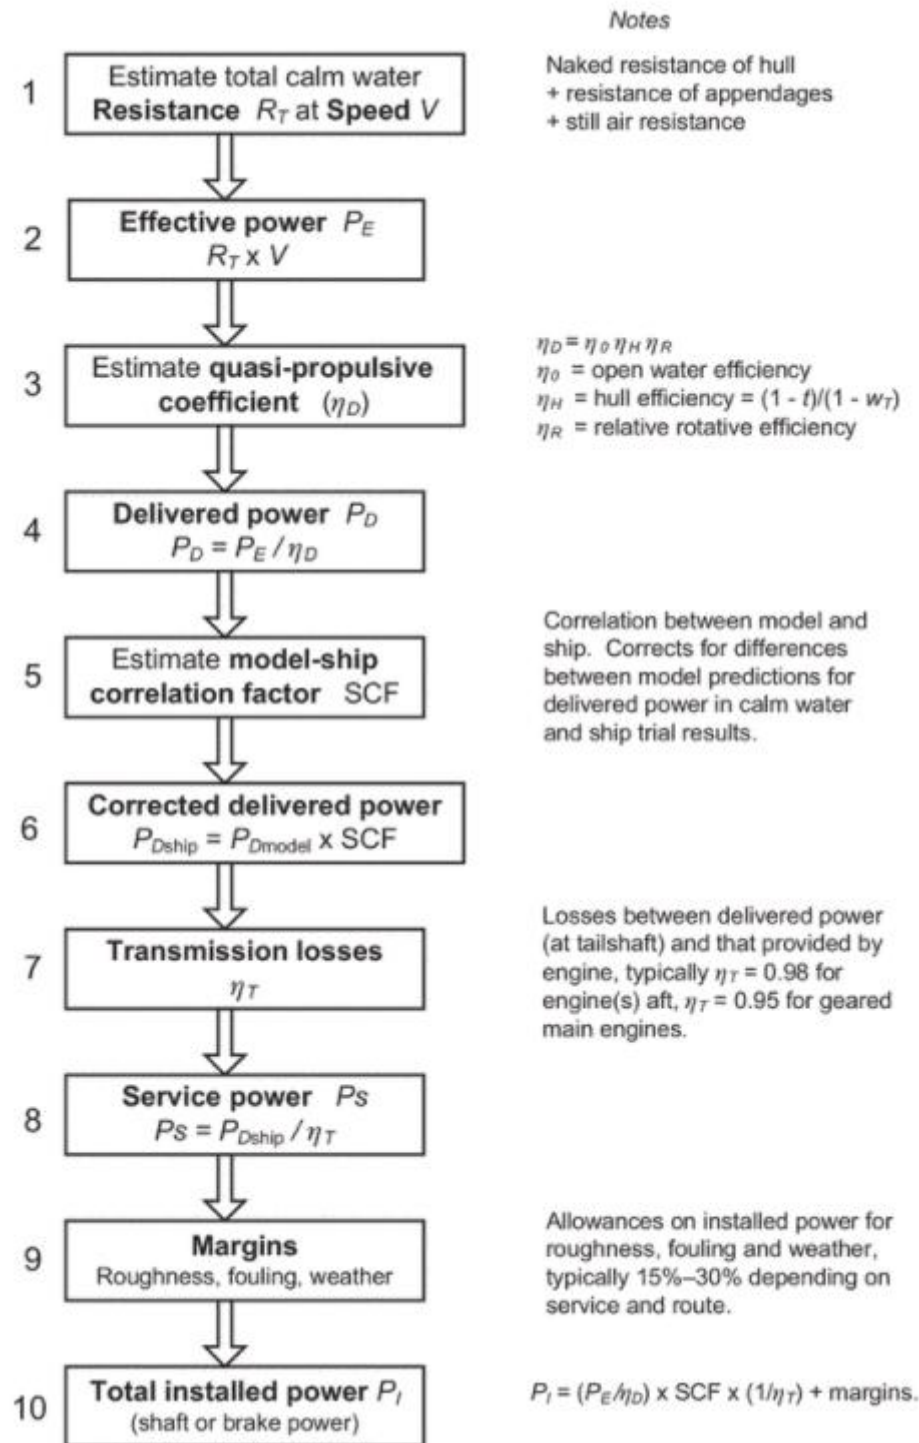 Notes
1
Estimate total calm water
Resistance R_T at Speed V
Naked resistance of hull
+ resistance of appendages
+ still air resistance
2
Effective power P_E
R_T x V
3
Estimate quasi-propulsive
coefficient (η_D)
η_D = η_0 η_H η_R
η_0 = open water efficiency
η_H = hull efficiency = (1 - t)/(1 - w_T)
η_R = relative rotative efficiency
4
Delivered power P_D
P_D = P_E / η_D
5
Estimate model-ship
correlation factor SCF
Correlation between model and
ship. Corrects for differences
between model predictions for
delivered power in calm water
and ship trial results.
6
Corrected delivered power
P_Dship = P_Dmodel x SCF
7
Transmission losses
η_T
Losses between delivered power
(at tailshaft) and that provided by
engine, typically η_T = 0.98 for
engine(s) aft, η_T = 0.95 for geared
main engines.
8
Service power Ps
Ps = P_Dship / η_T
9
Margins
Roughness, fouling, weather
Allowances on installed power for
roughness, fouling and weather,
typically 15%–30% depending on
service and route.
10
Total installed power P_I
(shaft or brake power)
P_I = (P_E/η_D) x SCF x (1/η_T) + margins.